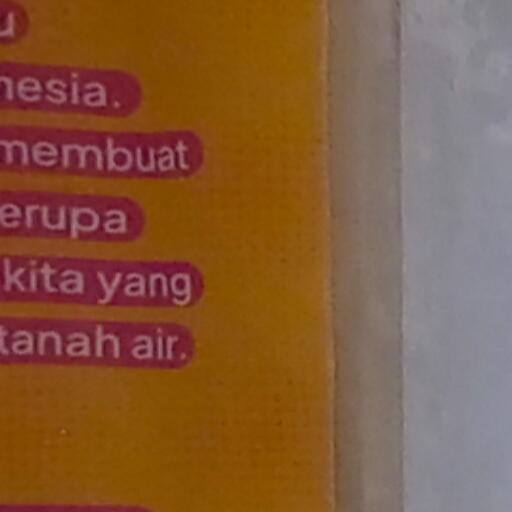 u
nesia.
membuat
erupa
kita yang
tanah air.